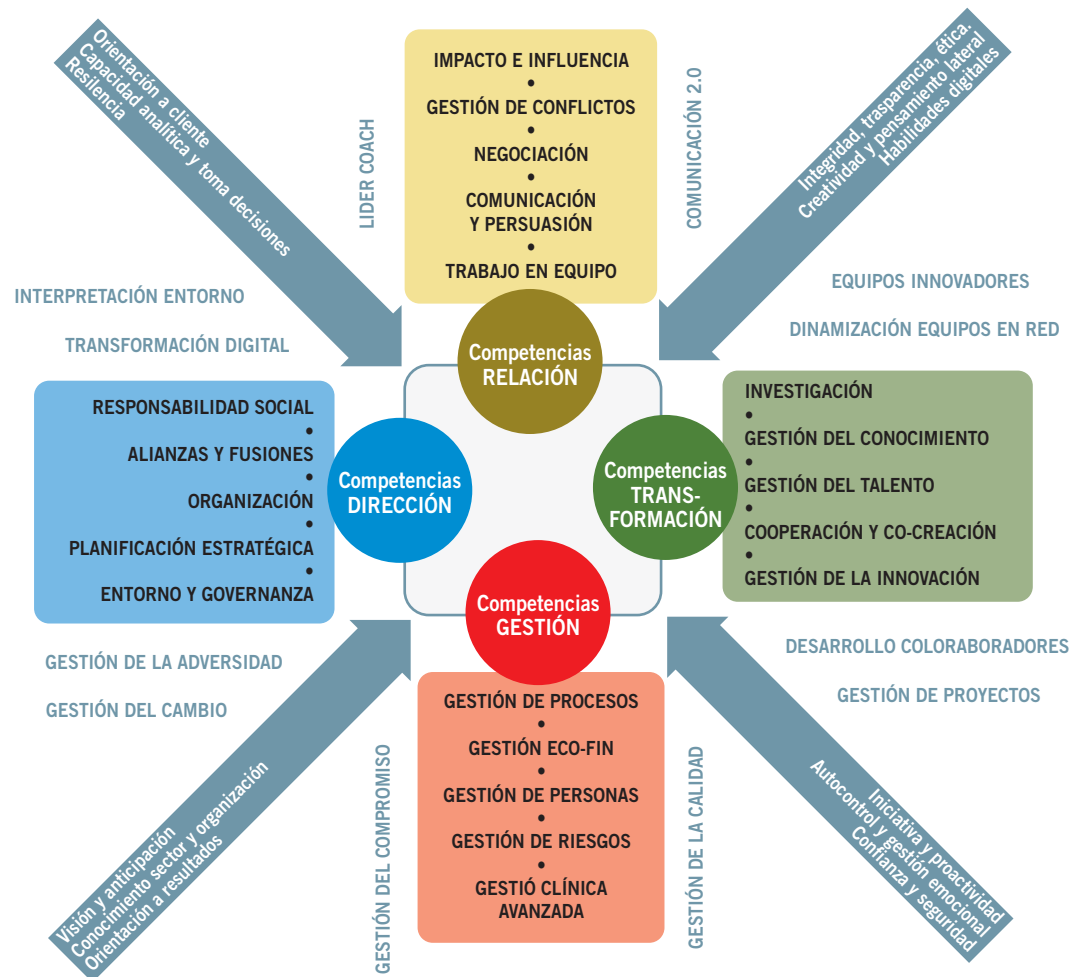 Orientación a cliente
Capacidad analítica y toma decisiones
Resilencia
LIDER COACH
IMPACTO E INFLUENCIA
•
GESTIÓN DE CONFLICTOS
•
NEGOCIACIÓN
•
COMUNICACIÓN
Y PERSUASIÓN
•
TRABAJO EN EQUIPO
COMUNICACIÓN 2.0
Integridad, trasparencia, ética.
Creatividad y pensamiento lateral
Habilidades digitales
INTERPRETACIÓN ENTORNO
TRANSFORMACIÓN DIGITAL
EQUIPOS INNOVADORES
DINAMIZACIÓN EQUIPOS EN RED
Competencias
RELACIÓN
RESPONSABILIDAD SOCIAL
•
ALIANZAS Y FUSIONES
•
ORGANIZACIÓN
•
PLANIFICACIÓN ESTRATÉGICA
•
ENTORNO Y GOVERNANZA
Competencias
DIRECCIÓN
Competencias
TRANS-
FORMACIÓN
INVESTIGACIÓN
•
GESTIÓN DEL CONOCIMIENTO
•
GESTIÓN DEL TALENTO
•
COOPERACIÓN Y CO-CREACIÓN
•
GESTIÓN DE LA INNOVACIÓN
Competencias
GESTIÓN
GESTIÓN DE LA ADVERSIDAD
GESTIÓN DEL CAMBIO
DESARROLLO COLORABORADORES
GESTIÓN DE PROYECTOS
Visión y anticipación
Conocimiento sector y organización
Orientación a resultados
GESTIÓN DEL COMPROMISO
GESTIÓN DE PROCESOS
•
GESTIÓN ECO-FIN
•
GESTIÓN DE PERSONAS
•
GESTIÓN DE RIESGOS
•
GESTIÓ CLÍNICA
AVANZADA
GESTIÓN DE LA CALIDAD
Iniciativa y proactividad
Autocontrol y gestión emocional
Confianza y seguridad